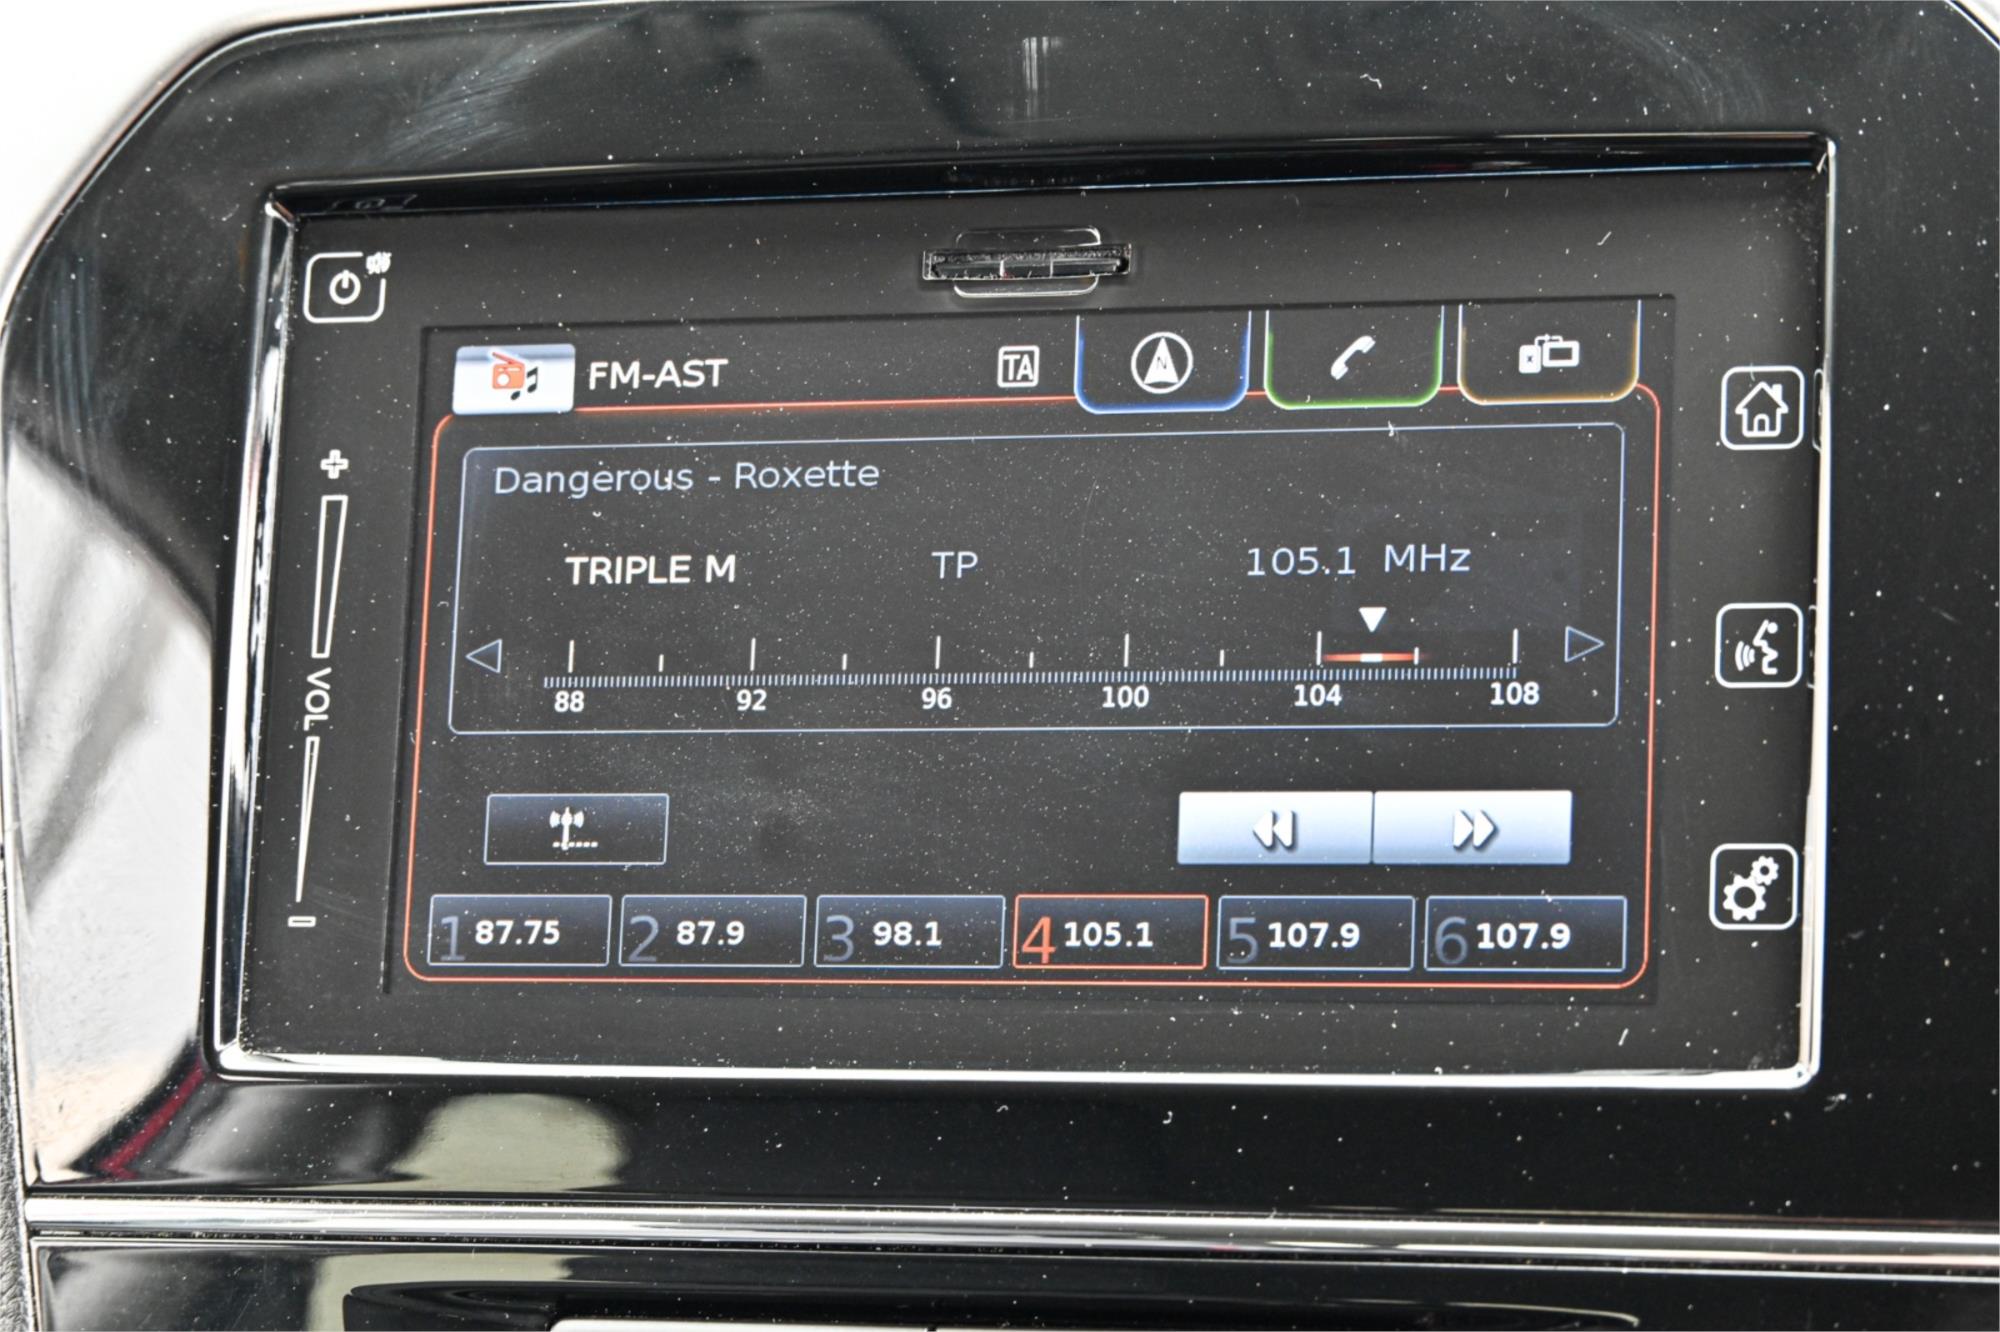 FM-AST
TA
N
Dangerous - Roxette
TRIPLE M TP 105.1 MHz
88 92 96 100 104 108
VOL
1 87.75 2 87.9 3 98.1 4 105.1 5 107.9 6 107.9